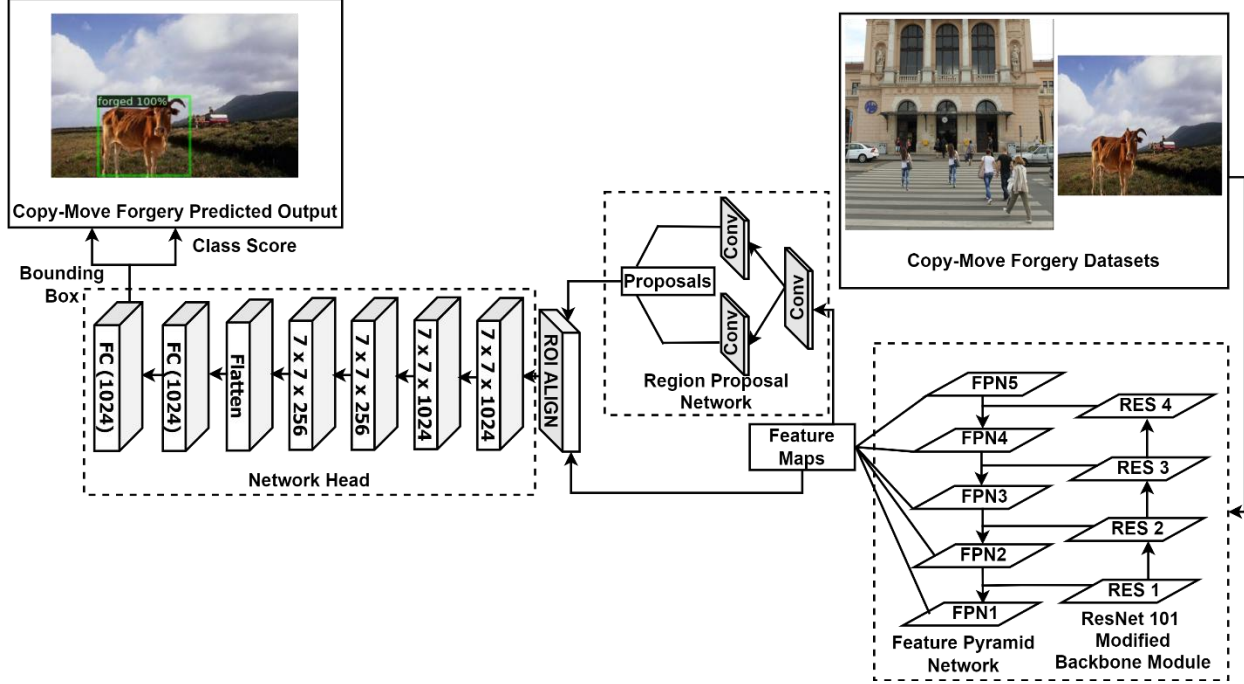 forged 100%
Copy-Move Forgery Predicted Output
Class Score
Bounding
Box
FC (1024)
FC (1024)
Flatten
7 x 7 x 256
7 x 7 x 256
7 x 7 x 1024
7 x 7 x 1024
ROI ALIGN
Network Head
Proposals
Conv
Conv
Conv
Region Proposal
Network
Copy-Move Forgery Datasets
Feature
Maps
FPN5
FPN4
FPN3
FPN2
FPN1
RES 4
RES 3
RES 2
RES 1
Feature Pyramid
Network
ResNet 101
Modified
Backbone Module